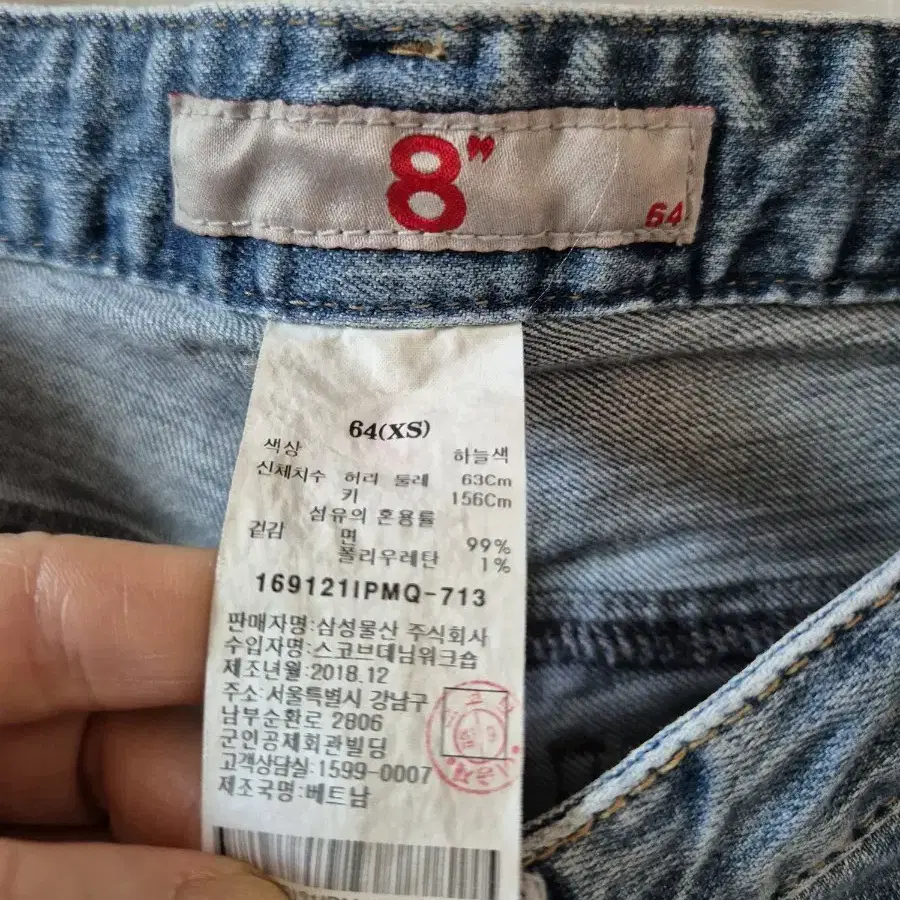 8"
64
64(XS)
색상 하늘색
신체치수 허리 둘레 63Cm
키 156Cm
섬유의 혼용률
겉감 면 99%
폴리우레탄 1%
169121IPMQ-713
판매자명:삼성물산 주식회사
수입자명:스코브데님워크숍
제조년월:2018.12
주소:서울특별시 강남구
남부순환로 2806
군인공제회관빌딩
고객상담실:1599-0007
제조국명:베트남